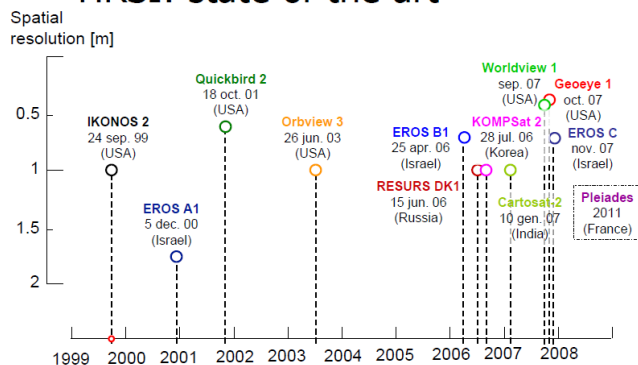 Spatial
resolution [m]
0.5
1
1.5
2
IKONOS 2
24 sep. 99
(USA)
EROS A1
5 dec. 00
(Israel)
Quickbird 2
18 oct. 01
(USA)
Orbview 3
26 jun. 03
(USA)
EROS B1
25 apr. 06
(Israel)
RESURS DK1
15 jun. 06
(Russia)
KOMPSat 2
28 jul. 06
(Korea)
Cartosat-2
10 gen. 07
(India)
Worldview 1
sep. 07
(USA)
Geoeye 1
oct. 07
(USA)
EROS C
nov. 07
(Israel)
Pleiades
2011
(France)
1999 2000 2001 2002 2003 2004 2005 2006 2007 2008